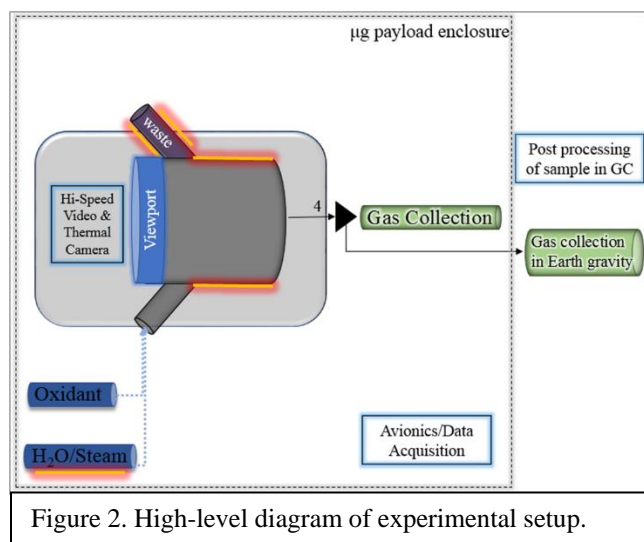 μg payload enclosure
waste
Viewport
Hi-Speed
Video &
Thermal
Camera
4
Gas Collection
Post processing
of sample in GC
Gas collection
in Earth gravity
Oxidant
H₂O/Steam
Avionics/Data
Acquisition
Figure 2. High-level diagram of experimental setup.